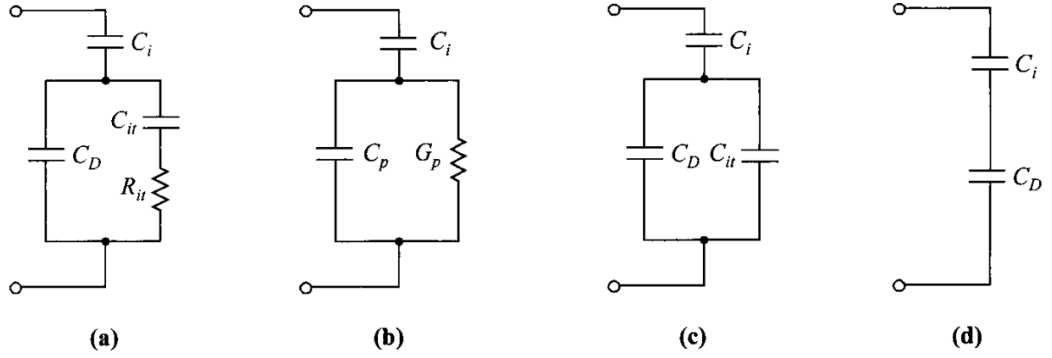 C_i
C_it
C_D
R_it
(a)
C_i
C_p
G_p
(b)
C_i
C_D
C_it
(c)
C_i
C_D
(d)